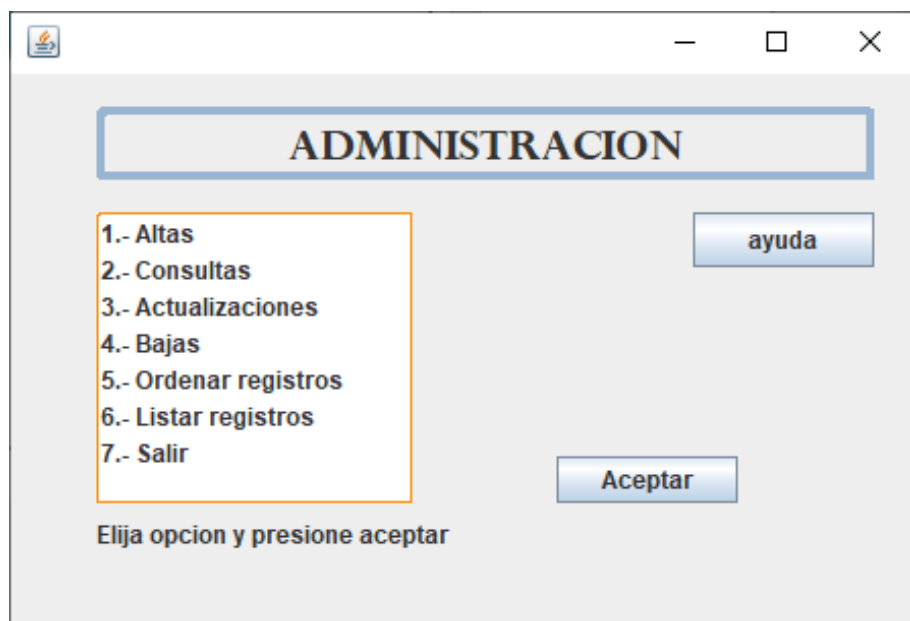 ADMINISTRACION
1.- Altas
2.- Consultas
3.- Actualizaciones
4.- Bajas
5.- Ordenar registros
6.- Listar registros
7.- Salir
ayuda
Aceptar
Elija opcion y presione aceptar